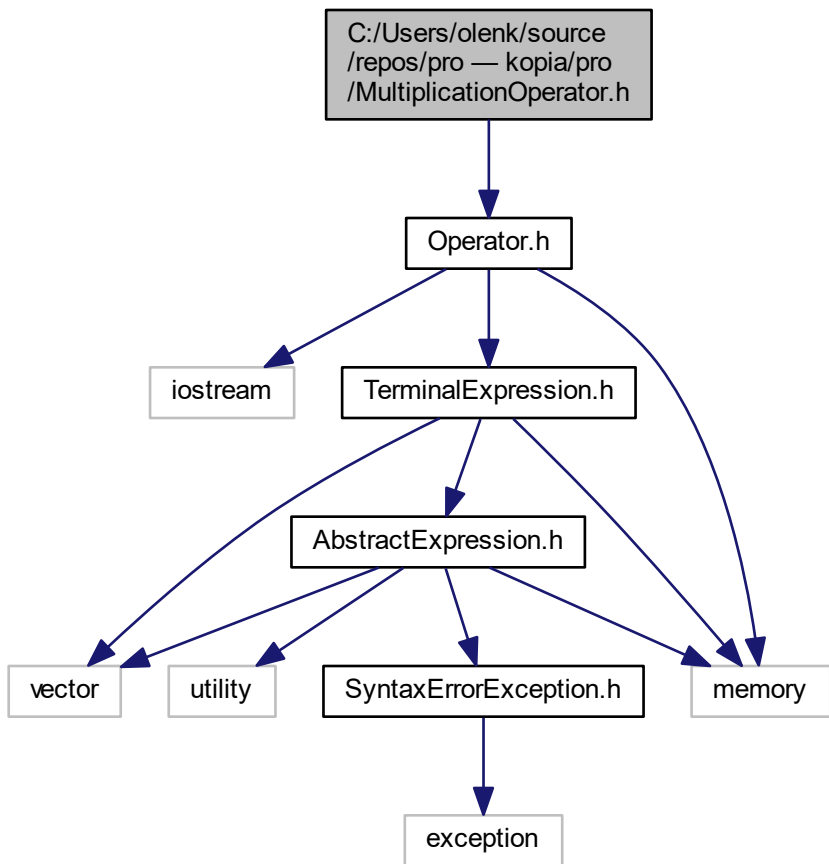 C:/Users/olenk/source
/repos/pro — kopia/pro
/MultiplicationOperator.h
Operator.h
iostream
TerminalExpression.h
AbstractExpression.h
vector
utility
SyntaxErrorException.h
memory
exception